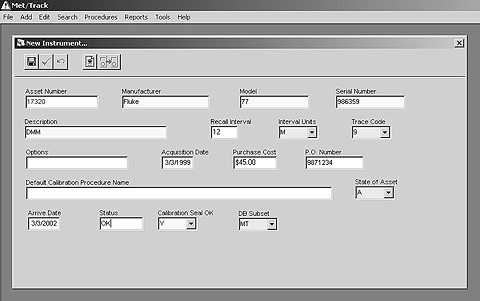 Met/Track
File Add Edit Search Procedures Reports Tools Help
New Instrument...
Asset Number Manufacturer Model Serial Number
17320 Fluke 77 986359
Description Recall Interval Interval Units Trace Code
DMM 12 M 9
Options Acquisition Date Purchase Cost P.O. Number
3/3/1999 $45.00 9871234
Default Calibration Procedure Name State of Asset
A
Arrive Date Status Calibration Seal OK DB Subset
3/3/2002 OK Y MT